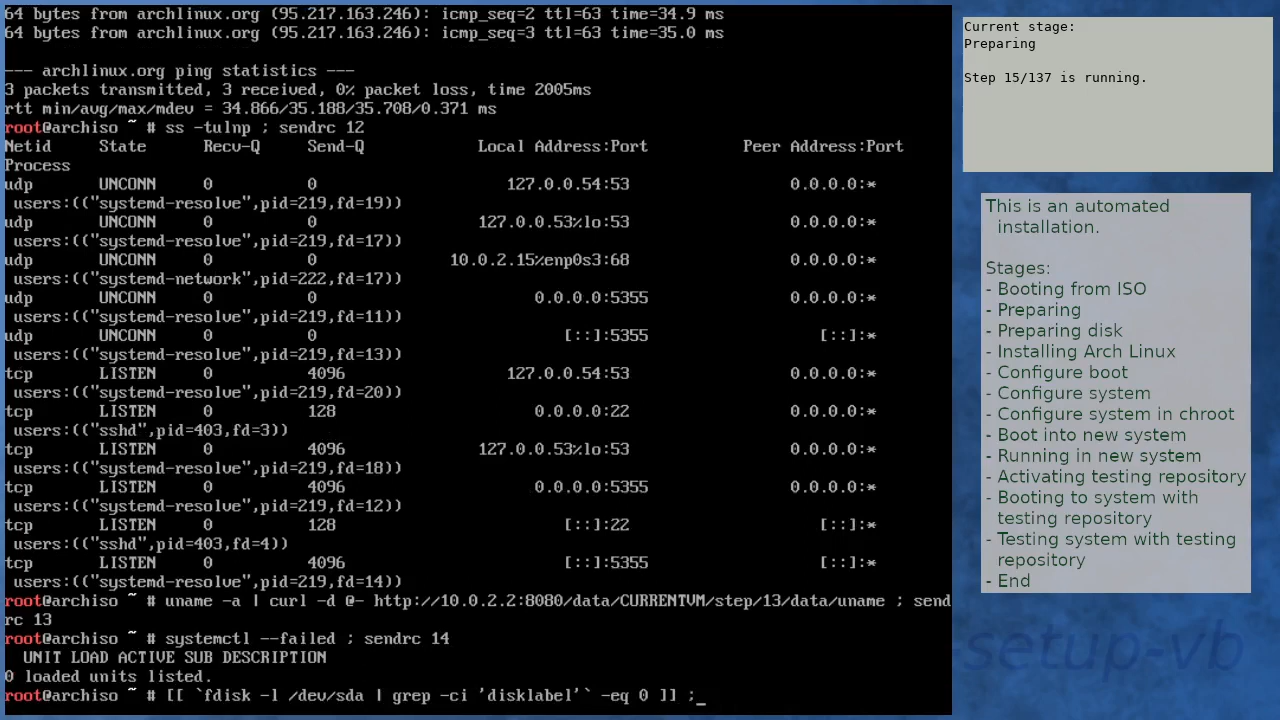 64 bytes from archlinux.org (95.217.163.246): icmp_seq=2 ttl=63 time=34.9 ms
64 bytes from archlinux.org (95.217.163.246): icmp_seq=3 ttl=63 time=35.0 ms
--- archlinux.org ping statistics ---
3 packets transmitted, 3 received, 0% packet loss, time 2005ms
rtt min/avg/max/mdev = 34.866/35.188/35.708/0.371 ms
root@archiso ~ # ss -tulnp ; sendrc 12
Netid State Recv-Q Send-Q Local Address:Port Peer Address:Port
Process
udp UNCONN 0 0 127.0.0.54:53 0.0.0.0:*
users:(("systemd-resolve",pid=219,fd=19))
udp UNCONN 0 0 127.0.0.53%lo:53 0.0.0.0:*
users:(("systemd-resolve",pid=219,fd=17))
udp UNCONN 0 0 10.0.2.15%enp0s3:68 0.0.0.0:*
users:(("systemd-network",pid=222,fd=17))
udp UNCONN 0 0 0.0.0.0:5355 0.0.0.0:*
users:(("systemd-resolve",pid=219,fd=11))
udp UNCONN 0 0 [::]:5355 [::]:*
users:(("systemd-resolve",pid=219,fd=13))
tcp LISTEN 0 4096 127.0.0.54:53 0.0.0.0:*
users:(("systemd-resolve",pid=219,fd=20))
tcp LISTEN 0 128 0.0.0.0:22 0.0.0.0:*
users:(("sshd",pid=403,fd=3))
tcp LISTEN 0 4096 127.0.0.53%lo:53 0.0.0.0:*
users:(("systemd-resolve",pid=219,fd=18))
tcp LISTEN 0 4096 0.0.0.0:5355 0.0.0.0:*
users:(("systemd-resolve",pid=219,fd=12))
tcp LISTEN 0 128 [::]:22 [::]:*
users:(("sshd",pid=403,fd=4))
tcp LISTEN 0 4096 [::]:5355 [::]:*
users:(("systemd-resolve",pid=219,fd=14))
root@archiso ~ # uname -a | curl -d @- http://10.0.2.2:8080/data/CURRENTVM/step/13/data/uname ; send
rc 13
root@archiso ~ # systemctl --failed ; sendrc 14
UNIT LOAD ACTIVE SUB DESCRIPTION
0 loaded units listed.
root@archiso ~ # [[ `fdisk -l /dev/sda | grep -ci 'disklabel'` -eq 0 ]] ;_
Current stage:
Preparing
Step 15/137 is running.
This is an automated
installation.
Stages:
- Booting from ISO
- Preparing
- Preparing disk
- Installing Arch Linux
- Configure boot
- Configure system
- Configure system in chroot
- Boot into new system
- Running in new system
- Activating testing repository
- Booting to system with
testing repository
- Testing system with testing
repository
- End
-setup-vb